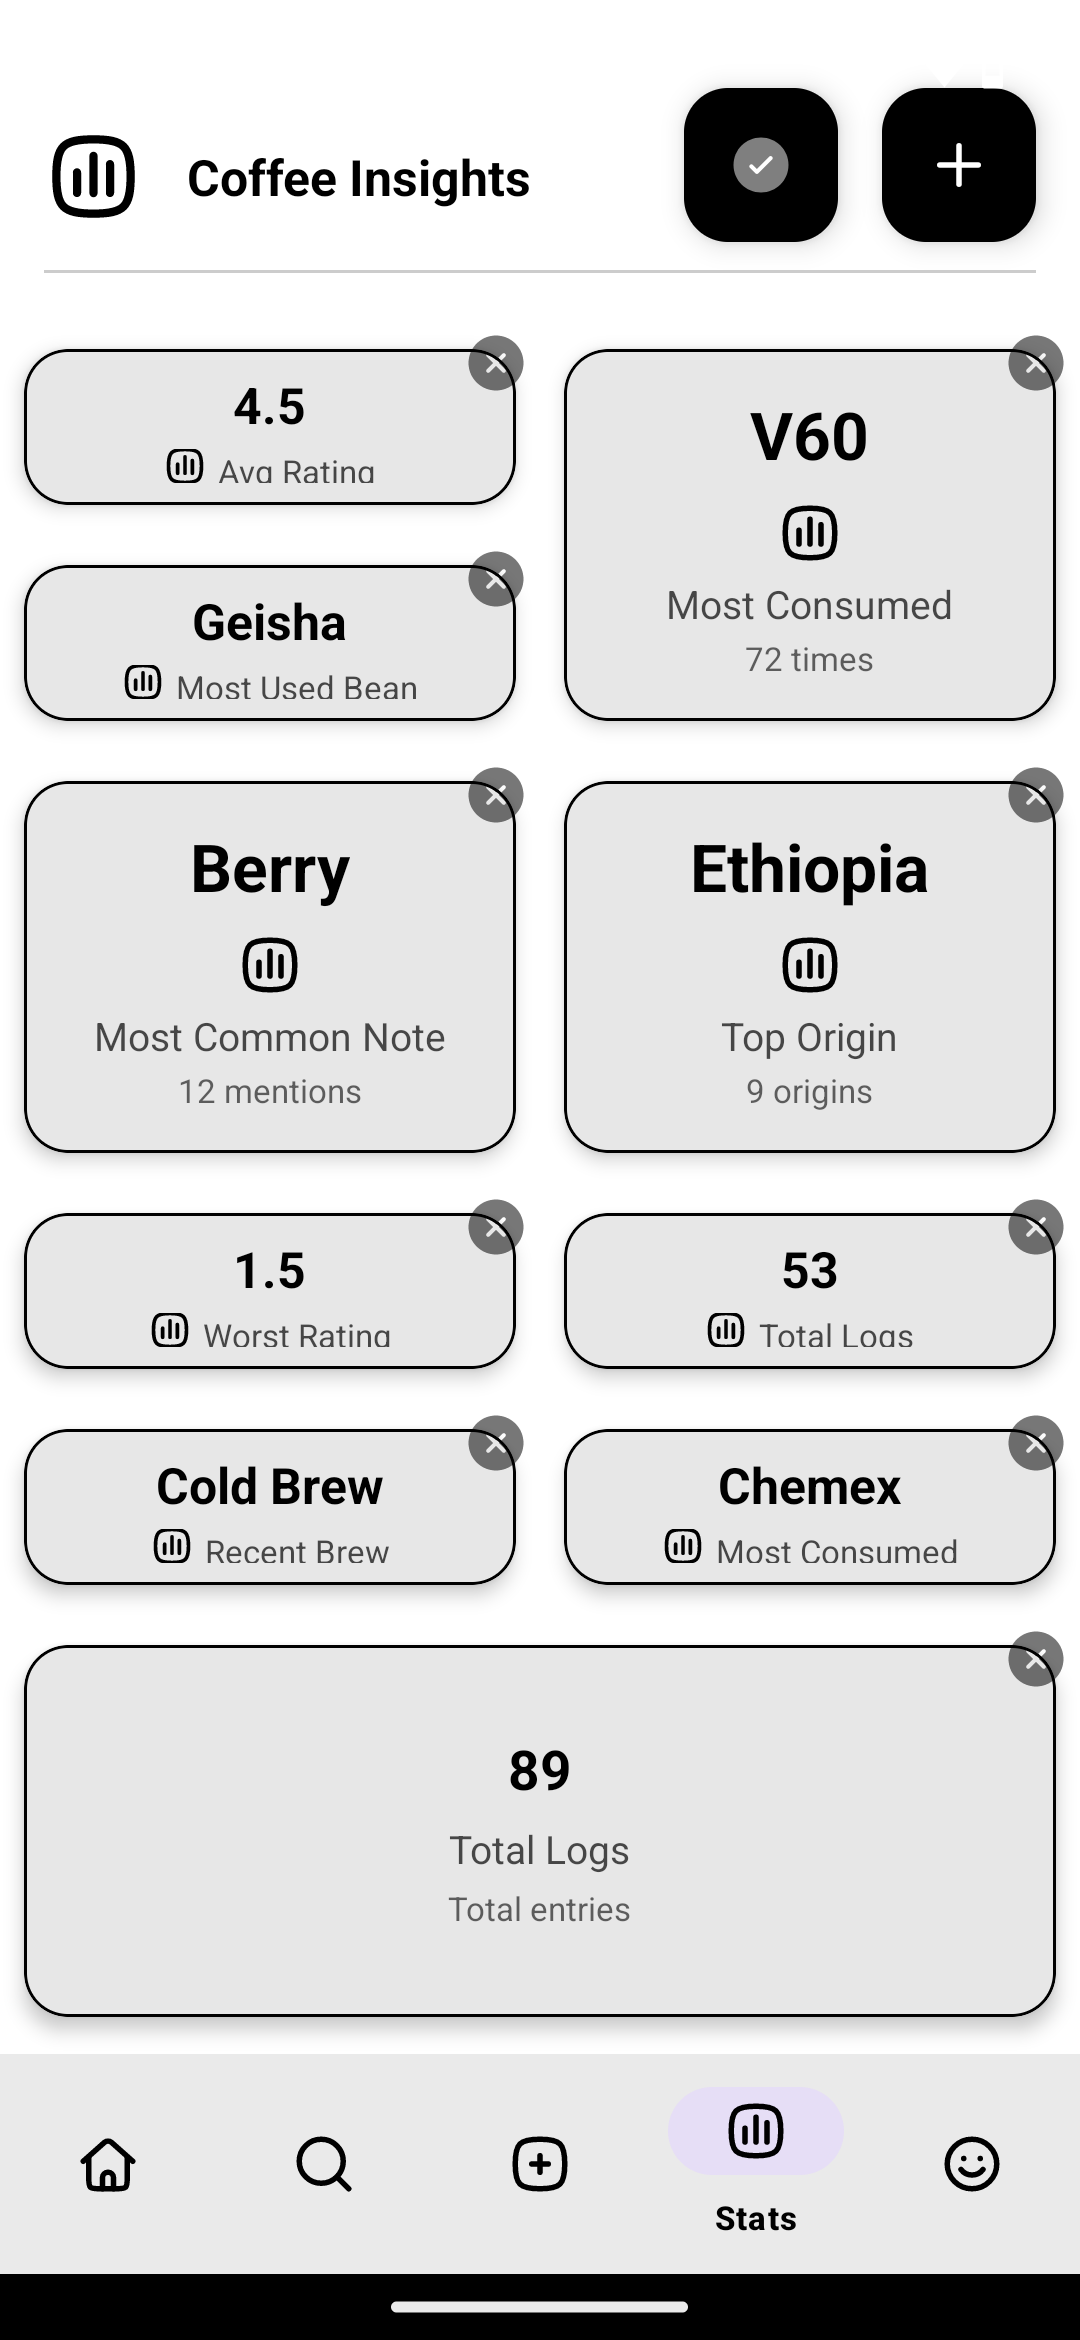 Coffee Insights
4.5
Avg Rating
V60
Most Consumed
72 times
Geisha
Most Used Bean
Berry
Most Common Note
12 mentions
Ethiopia
Top Origin
9 origins
1.5
Worst Rating
53
Total Logs
Cold Brew
Recent Brew
Chemex
Most Consumed
89
Total Logs
Total entries
Stats